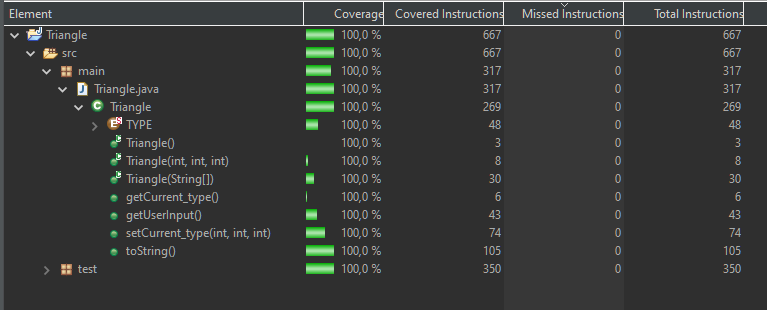 Element Coverage Covered Instructions Missed Instructions Total Instructions
Triangle 100,0 % 667 0 667
src 100,0 % 667 0 667
main 100,0 % 317 0 317
Triangle.java 100,0 % 317 0 317
Triangle 100,0 % 269 0 269
TYPE 100,0 % 48 0 48
Triangle() 100,0 % 3 0 3
Triangle(int, int, int) 100,0 % 8 0 8
Triangle(String[]) 100,0 % 30 0 30
getCurrent_type() 100,0 % 6 0 6
getUserInput() 100,0 % 43 0 43
setCurrent_type(int, int, int) 100,0 % 74 0 74
toString() 100,0 % 105 0 105
test 100,0 % 350 0 350